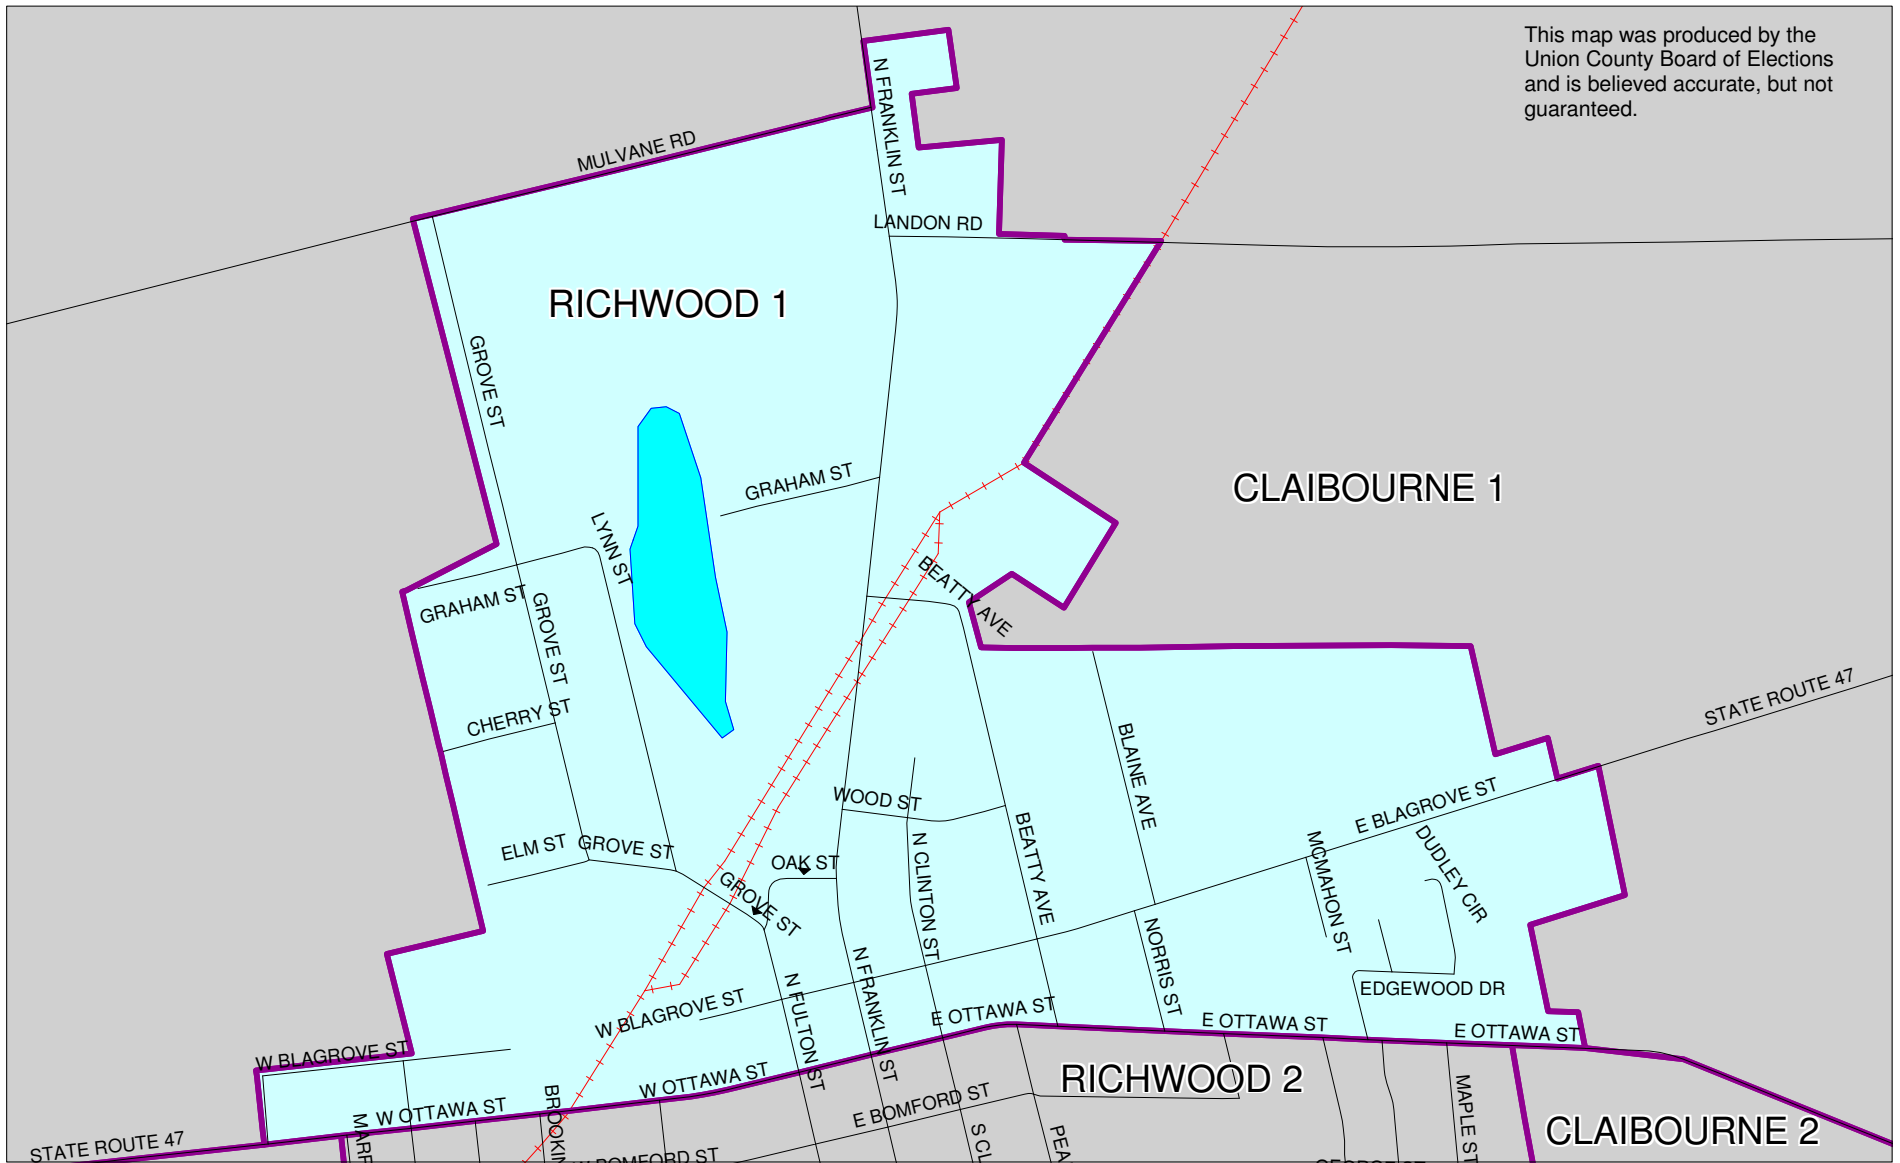 This map was produced by the
Union County Board of Elections
and is believed accurate, but not
guaranteed.
N FRANKLIN ST
MULVANE RD
LANDON RD
RICHWOOD 1
GROVE ST
GRAHAM ST
CLAIBOURNE 1
LYNN ST
BEATTY AVE
GRAHAM ST
GROVE ST
CHERRY ST
STATE ROUTE 47
BLAINE AVE
WOOD ST
E BLAGROVE ST
ELM ST
GROVE ST
OAK ST
GROVE ST
N CLINTON ST
BEATTY AVE
MCMAHON ST
DUDLEY CIR
NORRIS ST
EDGEWOOD DR
N FULTON ST
N FRANKLIN ST
W BLAGROVE ST
E OTTAWA ST
E OTTAWA ST
E OTTAWA ST
W BLAGROVE ST
W OTTAWA ST
RICHWOOD 2
W OTTAWA ST
E BOMFORD ST
MAPLE ST
CLAIBOURNE 2
STATE ROUTE 47
BROOKIN
S CL
PEA
W BOMFORD ST